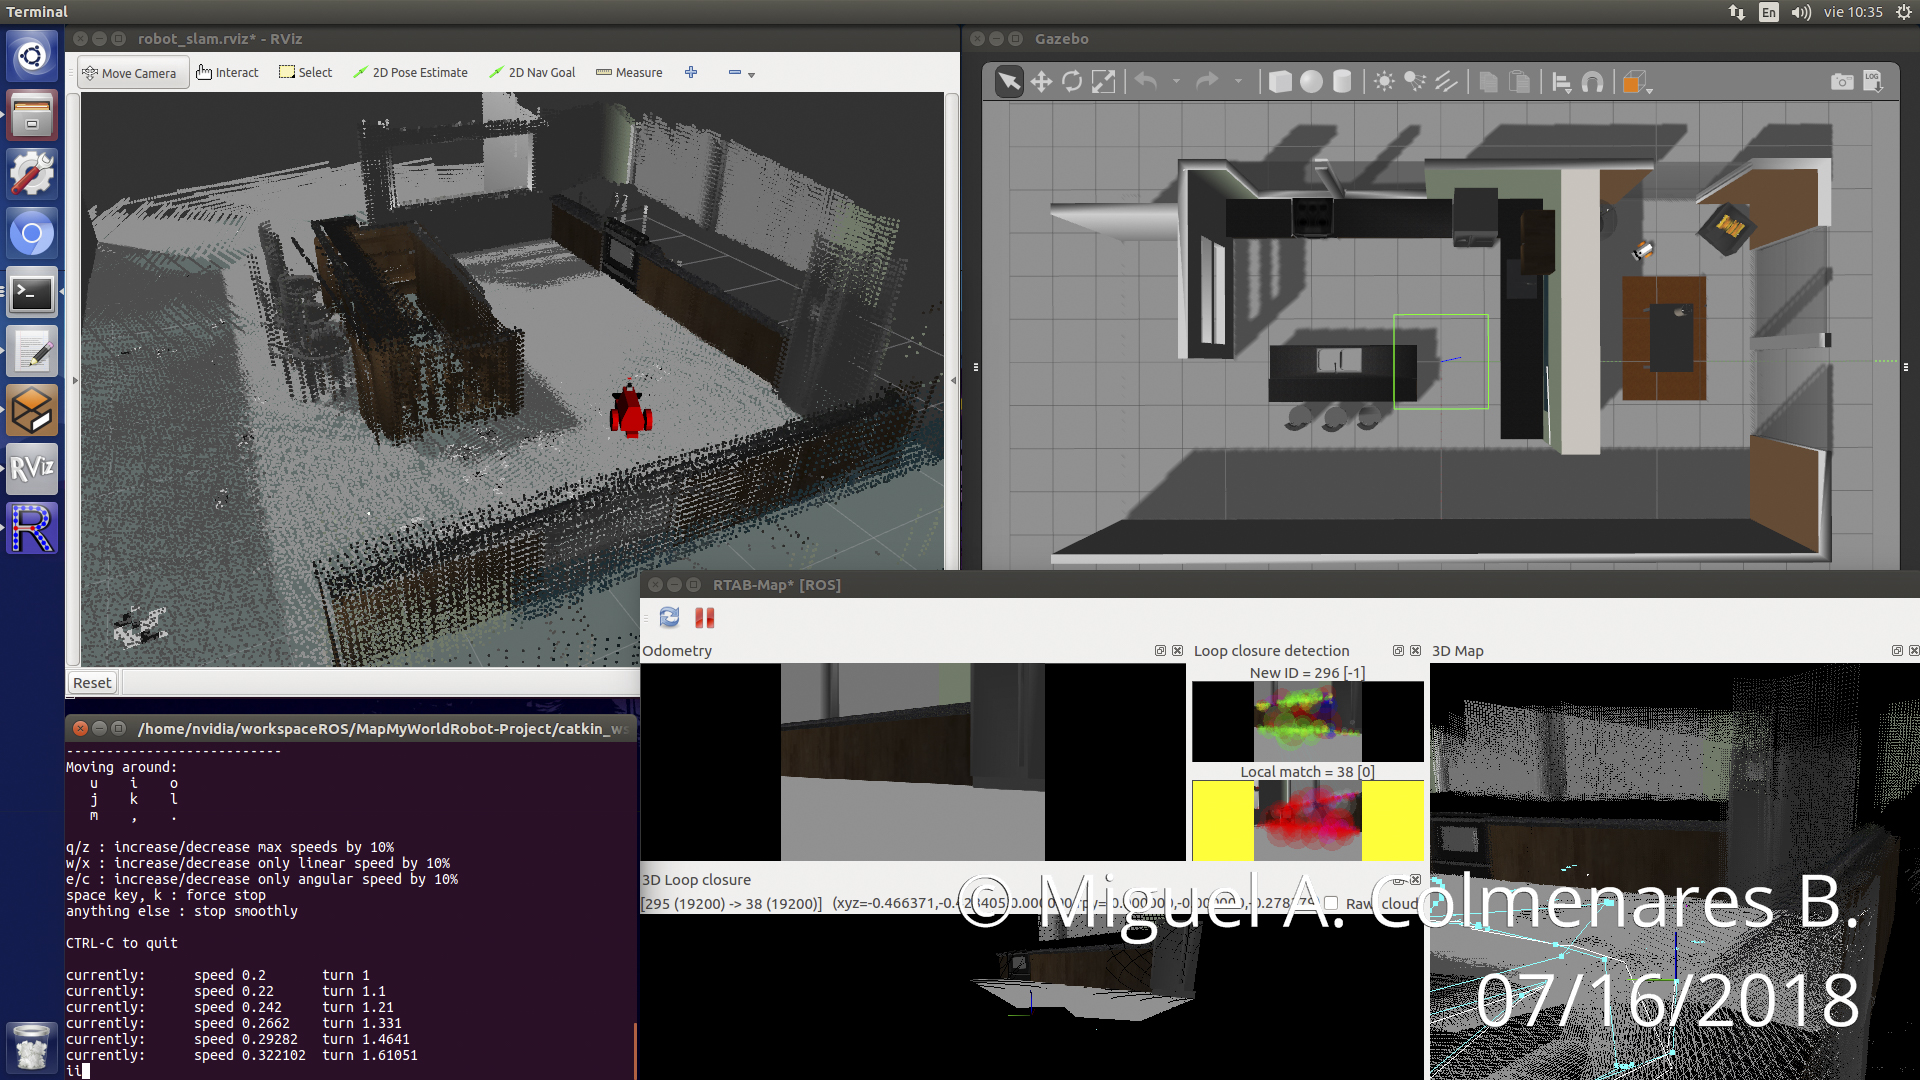 Terminal
En
vie 10:35
robot_slam.rviz* - RViz
Move Camera
Interact
Select
2D Pose Estimate
2D Nav Goal
Measure
Gazebo
LOG
RViz
R
Reset
RTAB-Map* [ROS]
Odometry
Loop closure detection
3D Map
New ID = 296 [-1]
Local match = 38 [0]
3D Loop closure
[295 (19200) -> 38 (19200)]
Raw cloud
© Miguel A. Colmenares B.
07/16/2018
/home/nvidia/workspaceROS/MapMyWorldRobot-Project/catkin_ws
---------------------------
Moving around:
u i o
j k l
m , .
q/z : increase/decrease max speeds by 10%
w/x : increase/decrease only linear speed by 10%
e/c : increase/decrease only angular speed by 10%
space key, k : force stop
anything else : stop smoothly
CTRL-C to quit
currently: speed 0.2 turn 1
currently: speed 0.22 turn 1.1
currently: speed 0.242 turn 1.21
currently: speed 0.2662 turn 1.331
currently: speed 0.29282 turn 1.4641
currently: speed 0.322102 turn 1.61051
ii